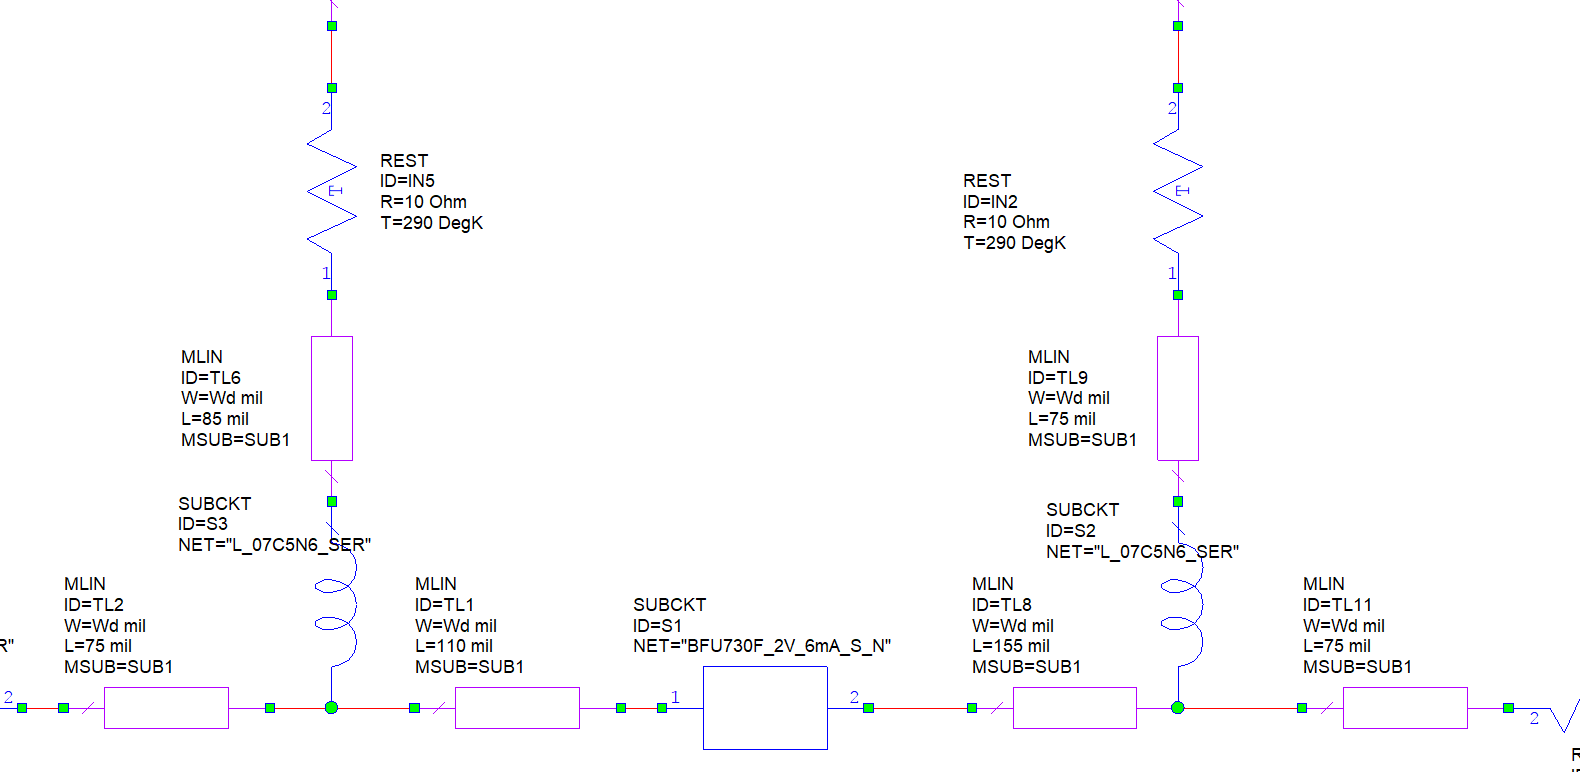 2
2
REST
ID=IN5
R=10 Ohm
T=290 DegK
REST
ID=IN2
R=10 Ohm
T=290 DegK
T
T
1
1
MLIN
ID=TL6
W=Wd mil
L=85 mil
MSUB=SUB1
MLIN
ID=TL9
W=Wd mil
L=75 mil
MSUB=SUB1
SUBCKT
ID=S3
NET="L_07C5N6_SER"
SUBCKT
ID=S2
NET="L_07C5N6_SER"
R"
2
MLIN
ID=TL2
W=Wd mil
L=75 mil
MSUB=SUB1
MLIN
ID=TL1
W=Wd mil
L=110 mil
MSUB=SUB1
SUBCKT
ID=S1
NET="BFU730F_2V_6mA_S_N"
1
2
MLIN
ID=TL8
W=Wd mil
L=155 mil
MSUB=SUB1
MLIN
ID=TL11
W=Wd mil
L=75 mil
MSUB=SUB1
2